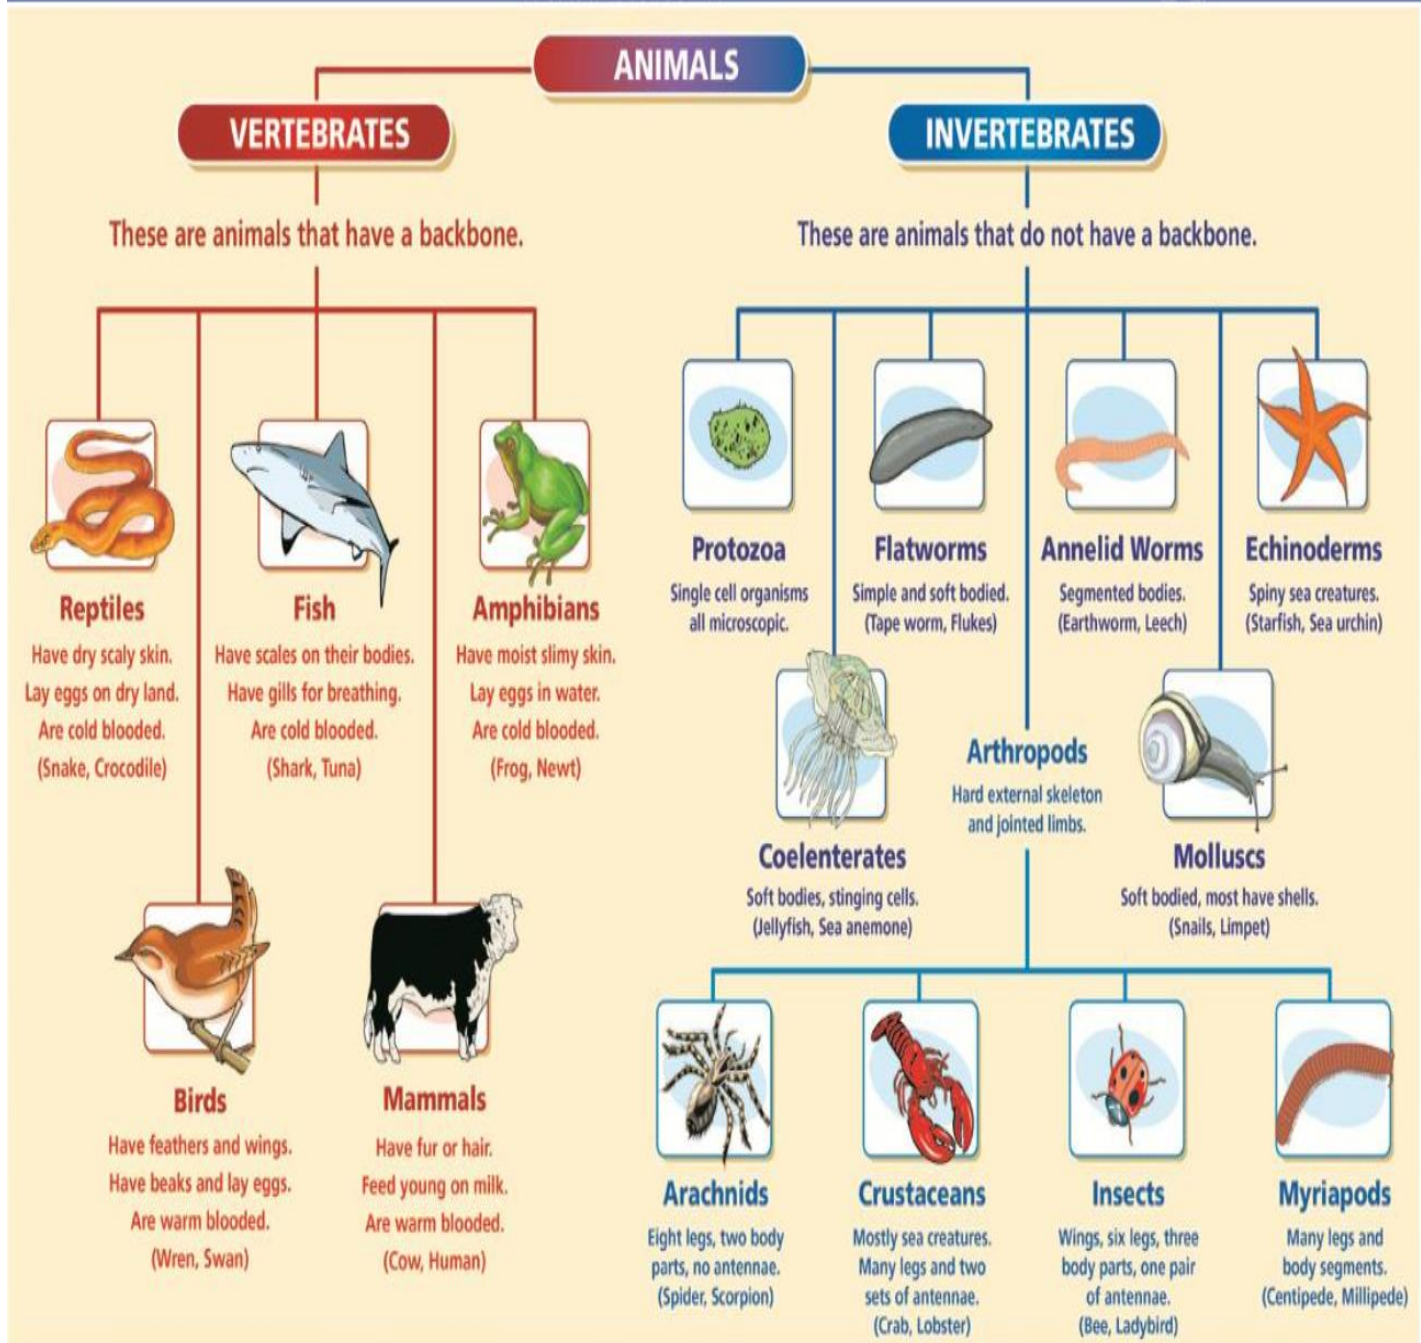 ANIMALS
VERTEBRATES
These are animals that have a backbone.
Reptiles
Have dry scaly skin.
Lay eggs on dry land.
Are cold blooded.
(Snake, Crocodile)
Fish
Have scales on their bodies.
Have gills for breathing.
Are cold blooded.
(Shark, Tuna)
Amphibians
Have moist slimy skin.
Lay eggs in water.
Are cold blooded.
(Frog, Newt)
Birds
Have feathers and wings.
Have beaks and lay eggs.
Are warm blooded.
(Wren, Swan)
Mammals
Have fur or hair.
Feed young on milk.
Are warm blooded.
(Cow, Human)
INVERTEBRATES
These are animals that do not have a backbone.
Protozoa
Single cell organisms
all microscopic.
Flatworms
Simple and soft bodied.
(Tape worm, Flukes)
Annelid Worms
Segmented bodies.
(Earthworm, Leech)
Echinoderms
Spiny sea creatures.
(Starfish, Sea urchin)
Coelenterates
Soft bodies, stinging cells.
(Jellyfish, Sea anemone)
Arthropods
Hard external skeleton
and jointed limbs.
Molluscs
Soft bodied, most have shells.
(Snails, Limpet)
Arachnids
Eight legs, two body
parts, no antennae.
(Spider, Scorpion)
Crustaceans
Mostly sea creatures.
Many legs and two
sets of antennae.
(Crab, Lobster)
Insects
Wings, six legs, three
body parts, one pair
of antennae.
(Bee, Ladybird)
Myriapods
Many legs and
body segments.
(Centipede, Millipede)